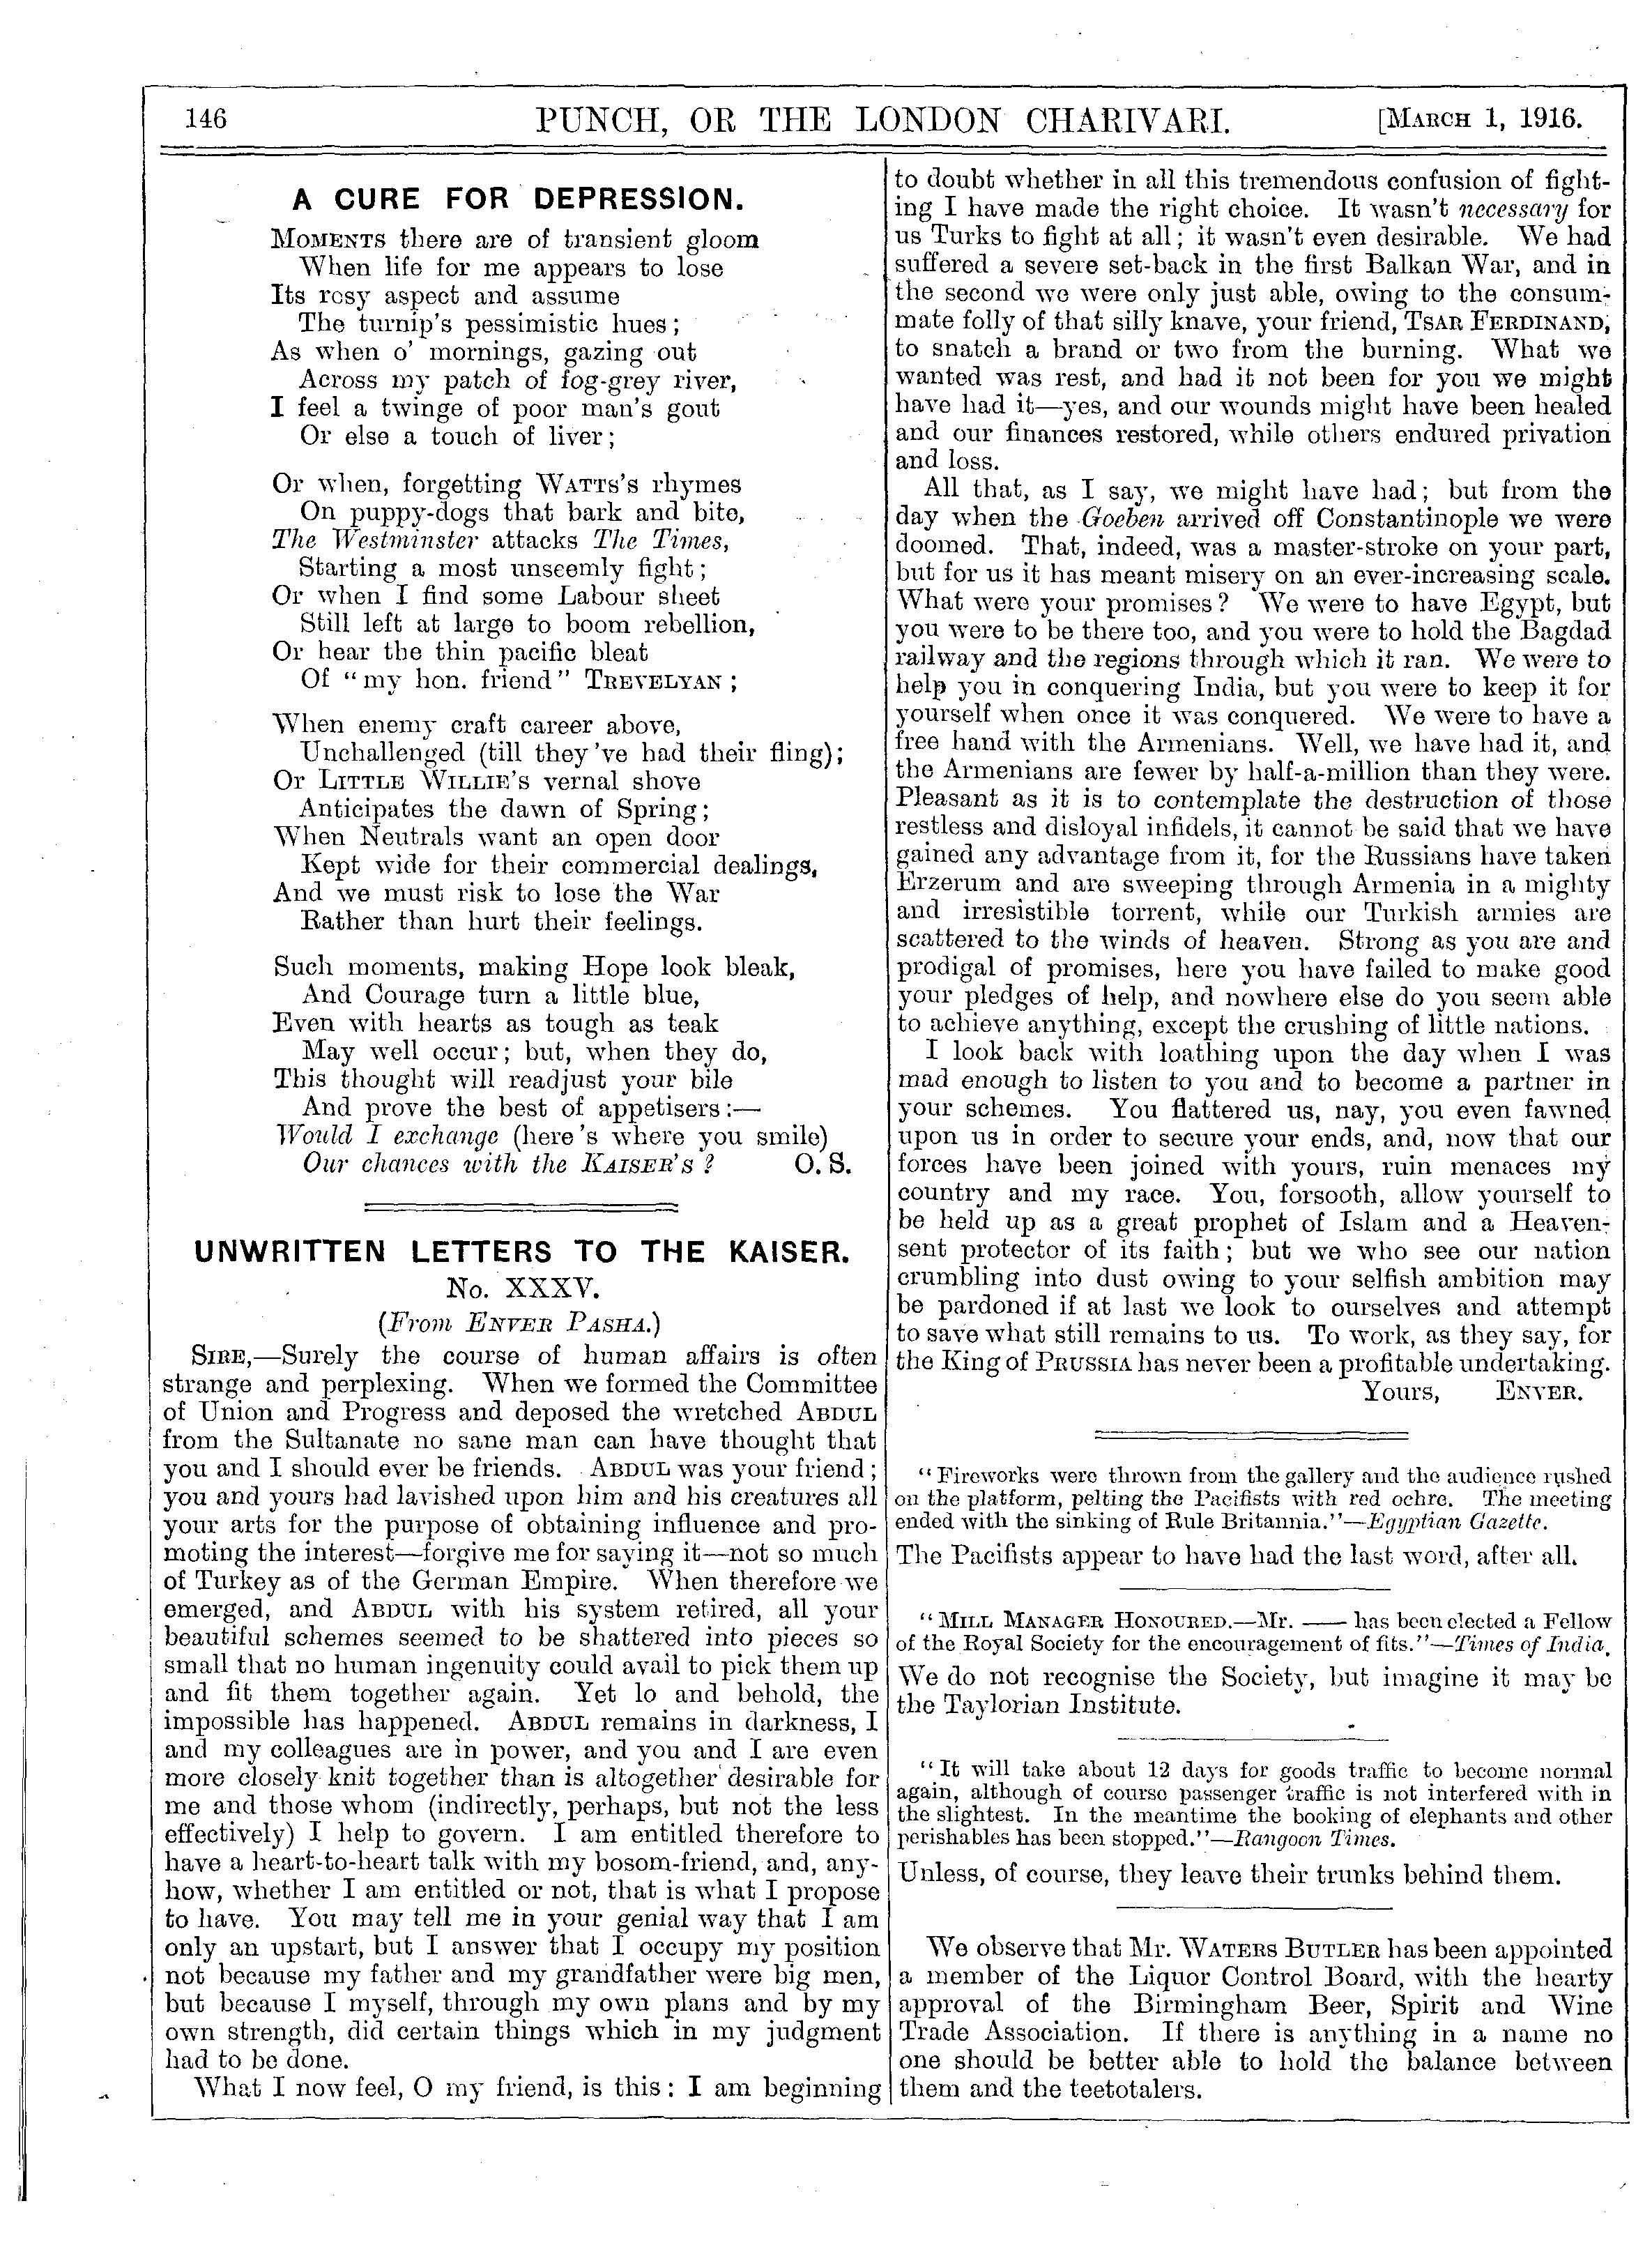 146 PUNCH, OR THE LONDON CHARIVARI. [MARCH 1, 1916.
A CURE FOR DEPRESSION.
MOMENTS there are of transient gloom
When life for me appears to lose
Its rosy aspect and assume
The turnip's pessimistic hues;
As when o' mornings, gazing out
Across my patch of fog-grey river,
I feel a twinge of poor man's gout
Or else a touch of liver;
Or when, forgetting WATTS'S rhymes
On puppy-dogs that bark and bite,
The Westminster attacks The Times,
Starting a most unseemly fight;
Or when I find some Labour sheet
Still left at large to boom rebellion,
Or hear the thin pacific bleat
Of "my hon. friend" TREVELYAN;
When enemy craft career above,
Unchallenged (till they've had their fling);
Or LITTLE WILLIE'S vernal shove
Anticipates the dawn of Spring;
When Neutrals want an open door
Kept wide for their commercial dealings,
And we must risk to lose the War
Rather than hurt their feelings.
Such moments, making Hope look bleak,
And Courage turn a little blue,
Even with hearts as tough as teak
May well occur; but, when they do,
This thought will readjust your bile
And prove the best of appetisers:—
Would I exchange (here's where you smile)
Our chances with the KAISER'S? O. S.
UNWRITTEN LETTERS TO THE KAISER.
No. XXXV.
(From ENVER PASHA.)
SIRE,—Surely the course of human affairs is often
strange and perplexing. When we formed the Committee
of Union and Progress and deposed the wretched ABDUL
from the Sultanate no sane man can have thought that
you and I should ever be friends. ABDUL was your friend;
you and yours had lavished upon him and his creatures all
your arts for the purpose of obtaining influence and pro-
moting the interest—forgive me for saying it—not so much
of Turkey as of the German Empire. When therefore we
emerged, and ABDUL with his system retired, all your
beautiful schemes seemed to be shattered into pieces so
small that no human ingenuity could avail to pick them up
and fit them together again. Yet lo and behold, the
impossible has happened. ABDUL remains in darkness, I
and my colleagues are in power, and you and I are even
more closely knit together than is altogether desirable for
me and those whom (indirectly, perhaps, but not the less
effectively) I help to govern. I am entitled therefore to
have a heart-to-heart talk with my bosom-friend, and, any-
how, whether I am entitled or not, that is what I propose
to have. You may tell me in your genial way that I am
only an upstart, but I answer that I occupy my position
not because my father and my grandfather were big men,
but because I myself, through my own plans and by my
own strength, did certain things which in my judgment
had to be done.
What I now feel, O my friend, is this: I am beginning
to doubt whether in all this tremendous confusion of fight-
ing I have made the right choice. It wasn't necessary for
us Turks to fight at all; it wasn't even desirable. We had
suffered a severe set-back in the first Balkan War, and in
the second we were only just able, owing to the consum-
mate folly of that silly knave, your friend, TSAR FERDINAND,
to snatch a brand or two from the burning. What we
wanted was rest, and had it not been for you we might
have had it—yes, and our wounds might have been healed
and our finances restored, while others endured privation
and loss.
All that, as I say, we might have had; but from the
day when the Goeben arrived off Constantinople we were
doomed. That, indeed, was a master-stroke on your part,
but for us it has meant misery on an ever-increasing scale.
What were your promises? We were to have Egypt, but
you were to be there too, and you were to hold the Bagdad
railway and the regions through which it ran. We were to
help you in conquering India, but you were to keep it for
yourself when once it was conquered. We were to have a
free hand with the Armenians. Well, we have had it, and
the Armenians are fewer by half-a-million than they were.
Pleasant as it is to contemplate the destruction of those
restless and disloyal infidels, it cannot be said that we have
gained any advantage from it, for the Russians have taken
Erzerum and are sweeping through Armenia in a mighty
and irresistible torrent, while our Turkish armies are
scattered to the winds of heaven. Strong as you are and
prodigal of promises, here you have failed to make good
your pledges of help, and nowhere else do you seem able
to achieve anything, except the crushing of little nations.
I look back with loathing upon the day when I was
mad enough to listen to you and to become a partner in
your schemes. You flattered us, nay, you even fawned
upon us in order to secure your ends, and, now that our
forces have been joined with yours, ruin menaces my
country and my race. You, forsooth, allow yourself to
be held up as a great prophet of Islam and a Heaven-
sent protector of its faith; but we who see our nation
crumbling into dust owing to your selfish ambition may
be pardoned if at last we look to ourselves and attempt
to save what still remains to us. To work, as they say, for
the King of PRUSSIA has never been a profitable undertaking.
Yours, ENVER.
"Fireworks were thrown from the gallery and the audience rushed
on the platform, pelting the Pacifists with red ochre. The meeting
ended with the sinking of Rule Britannia."—Egyptian Gazette.
The Pacifists appear to have had the last word, after all.
"MILL MANAGER HONOURED.—Mr. —— has been elected a Fellow
of the Royal Society for the encouragement of fits."—Times of India.
We do not recognise the Society, but imagine it may be
the Taylorian Institute.
"It will take about 12 days for goods traffic to become normal
again, although of course passenger traffic is not interfered with in
the slightest. In the meantime the booking of elephants and other
perishables has been stopped."—Rangoon Times.
Unless, of course, they leave their trunks behind them.
We observe that Mr. WATERS BUTLER has been appointed
a member of the Liquor Control Board, with the hearty
approval of the Birmingham Beer, Spirit and Wine
Trade Association. If there is anything in a name no
one should be better able to hold the balance between
them and the teetotalers.